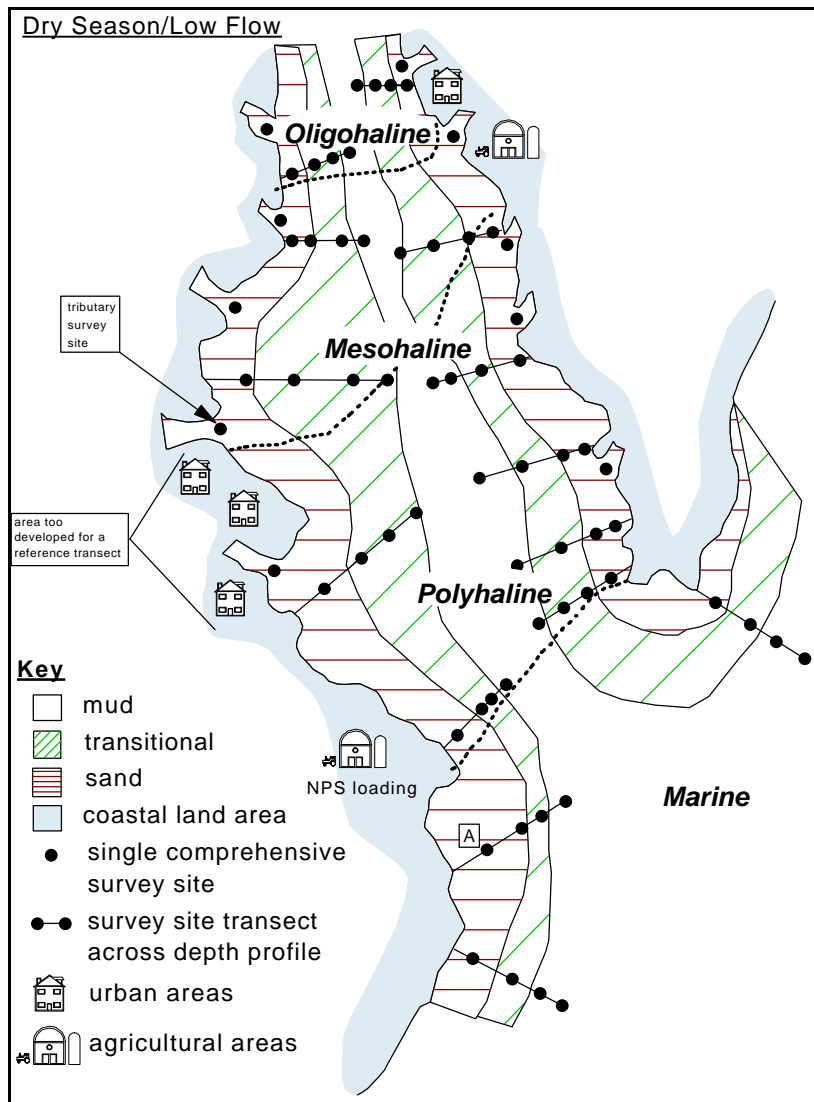 Dry Season/Low Flow
Oligohaline
tributary
survey
site
Mesohaline
area too
developed for a
reference transect
Polyhaline
Key
mud
transitional
sand
coastal land area
single comprehensive
survey site
survey site transect
across depth profile
urban areas
agricultural areas
NPS loading
Marine
A